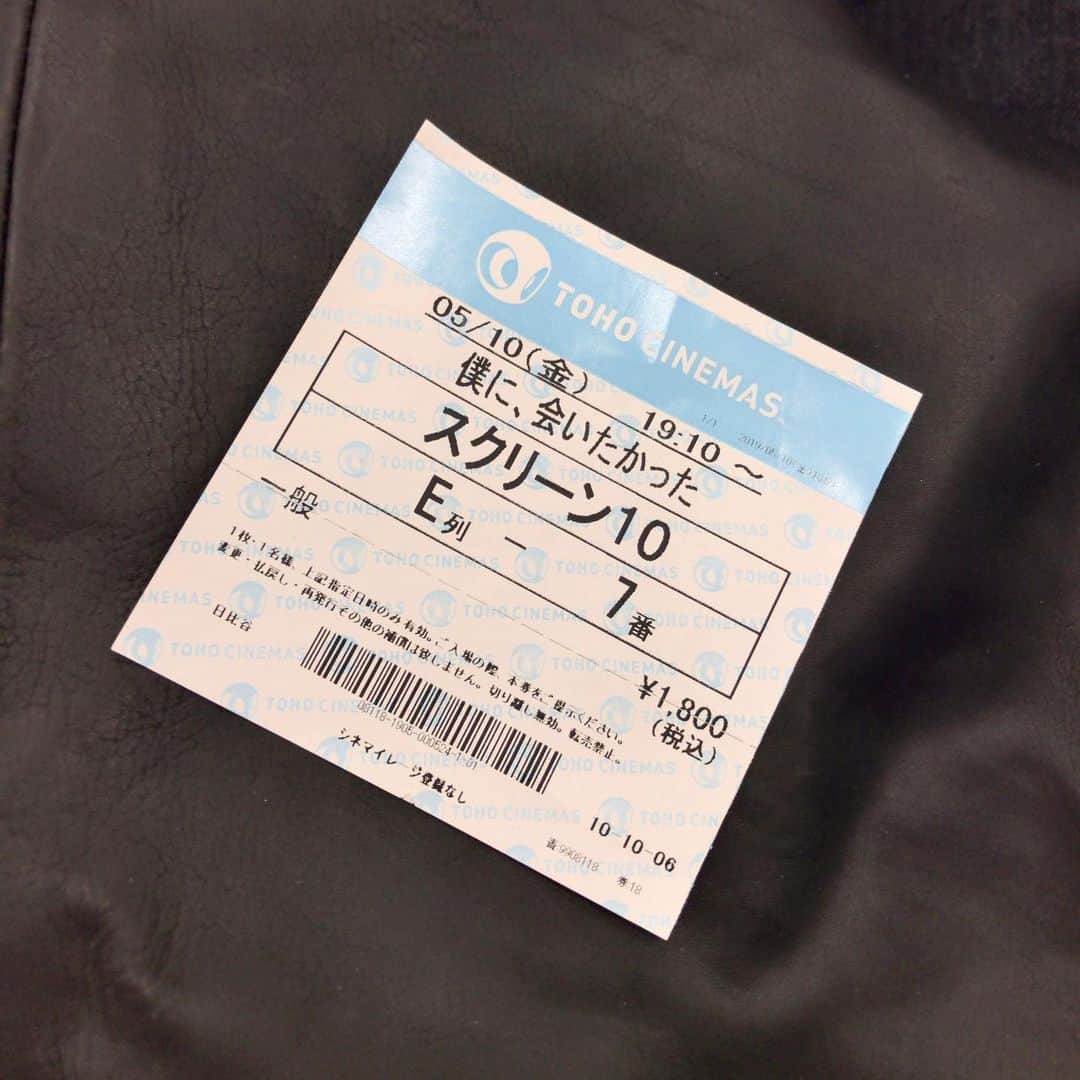 TOHO CINEMAS
05/10(金) 19:10 ～
僕に、会いたかった
スクリーン10
E列 － 7番
一般 ¥1,800
(税込)
1枚・1名様、上記指定日時のみ有効。ご入場の際、本券をご提示ください。
変更・払戻し・再発行その他の補償は致しません。切り離し無効。転売禁止。
日比谷
シネマイレージ登録なし
10-10-06
番:9908118 券:18